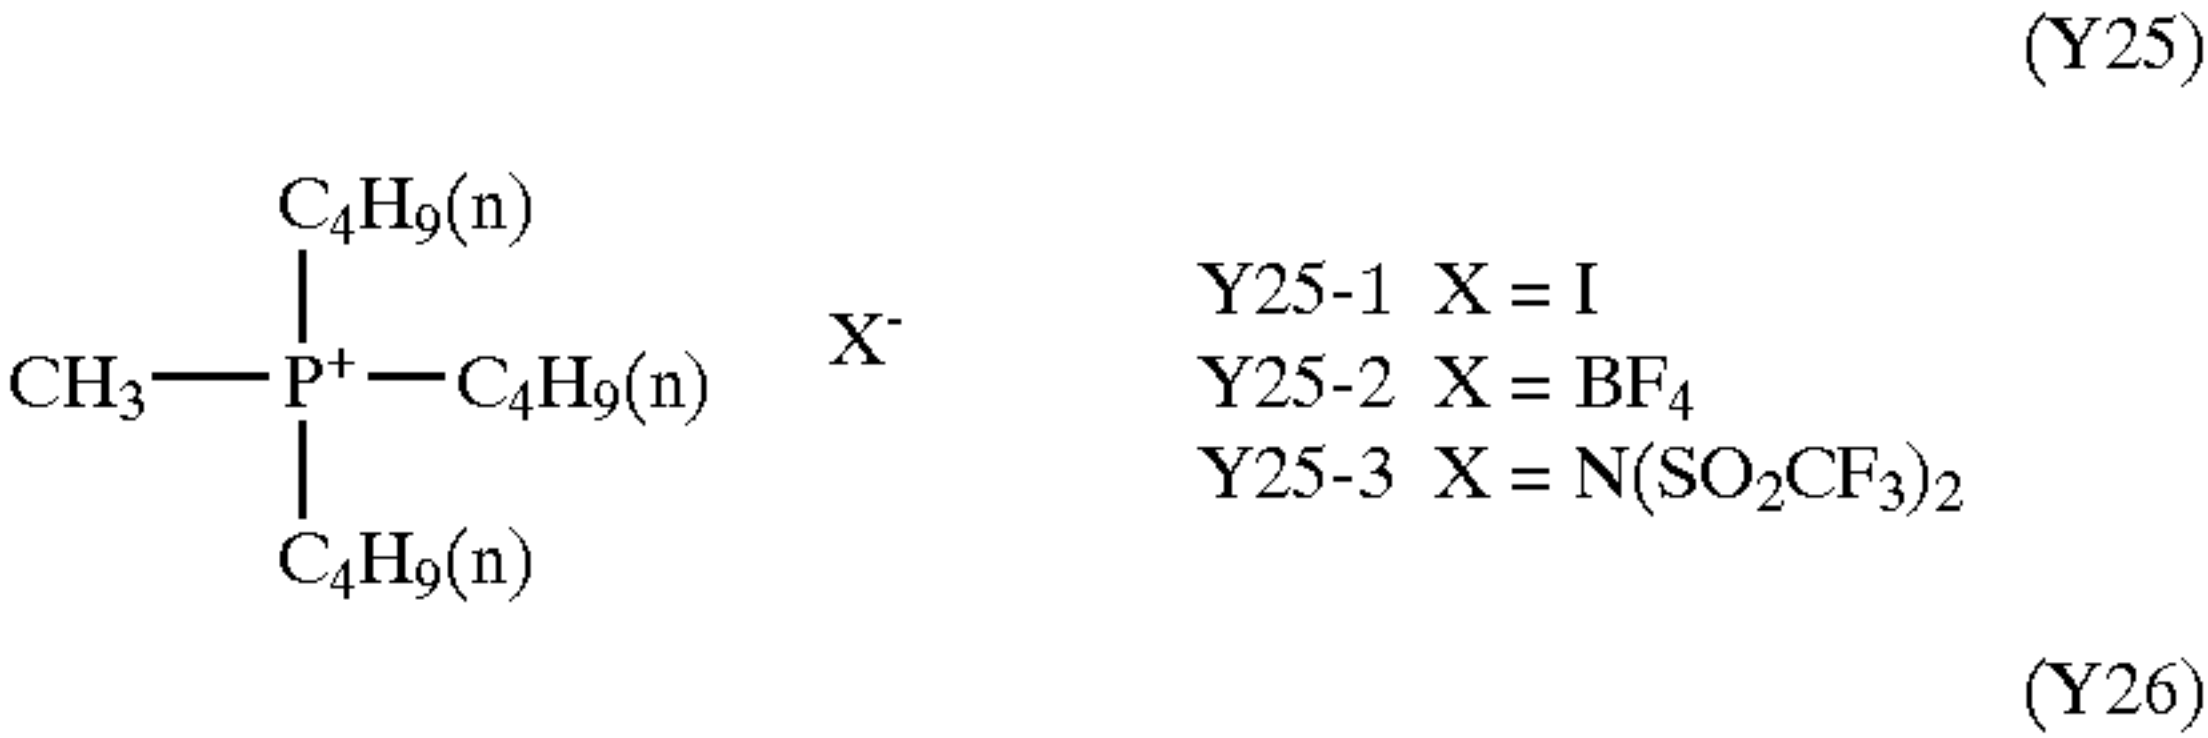 (Y25)
C₄H₉(n)
CH₃—P⁺—C₄H₉(n)
C₄H₉(n)
X⁻
Y25-1 X = I
Y25-2 X = BF₄
Y25-3 X = N(SO₂CF₃)₂
(Y26)